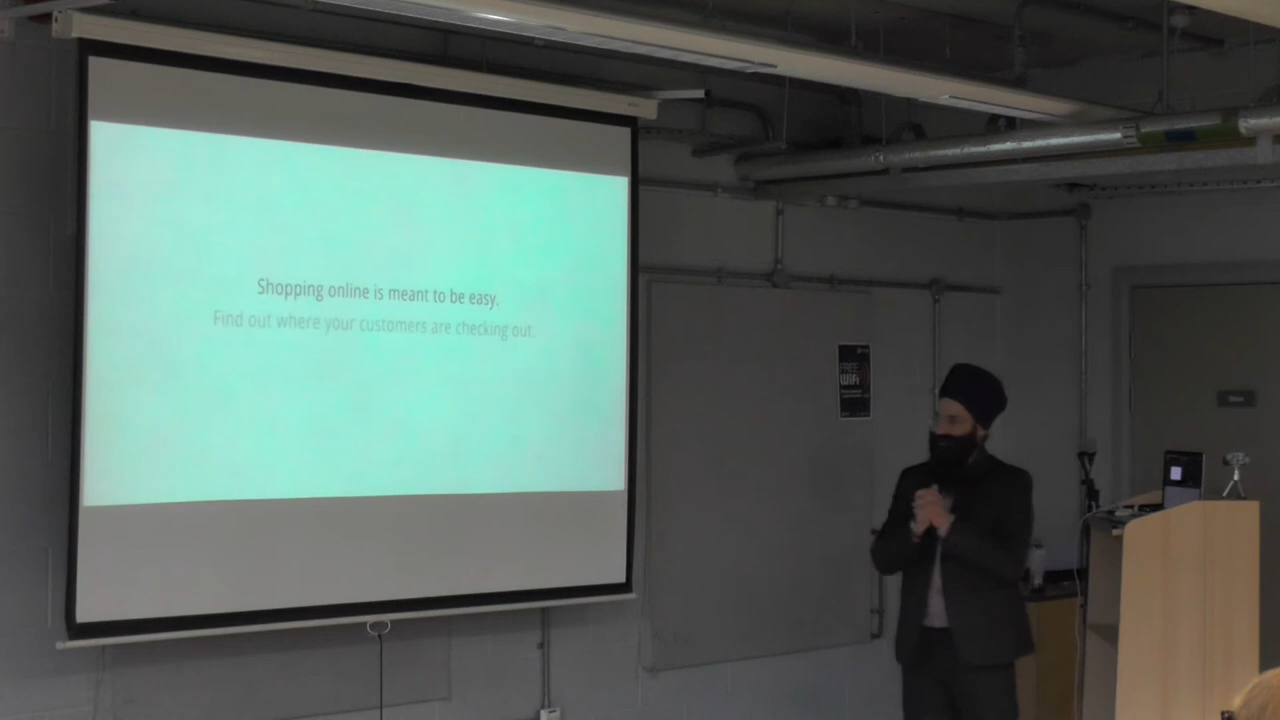 Shopping online is meant to be easy.
Find out where your customers are checking out.
FREE
WiFi